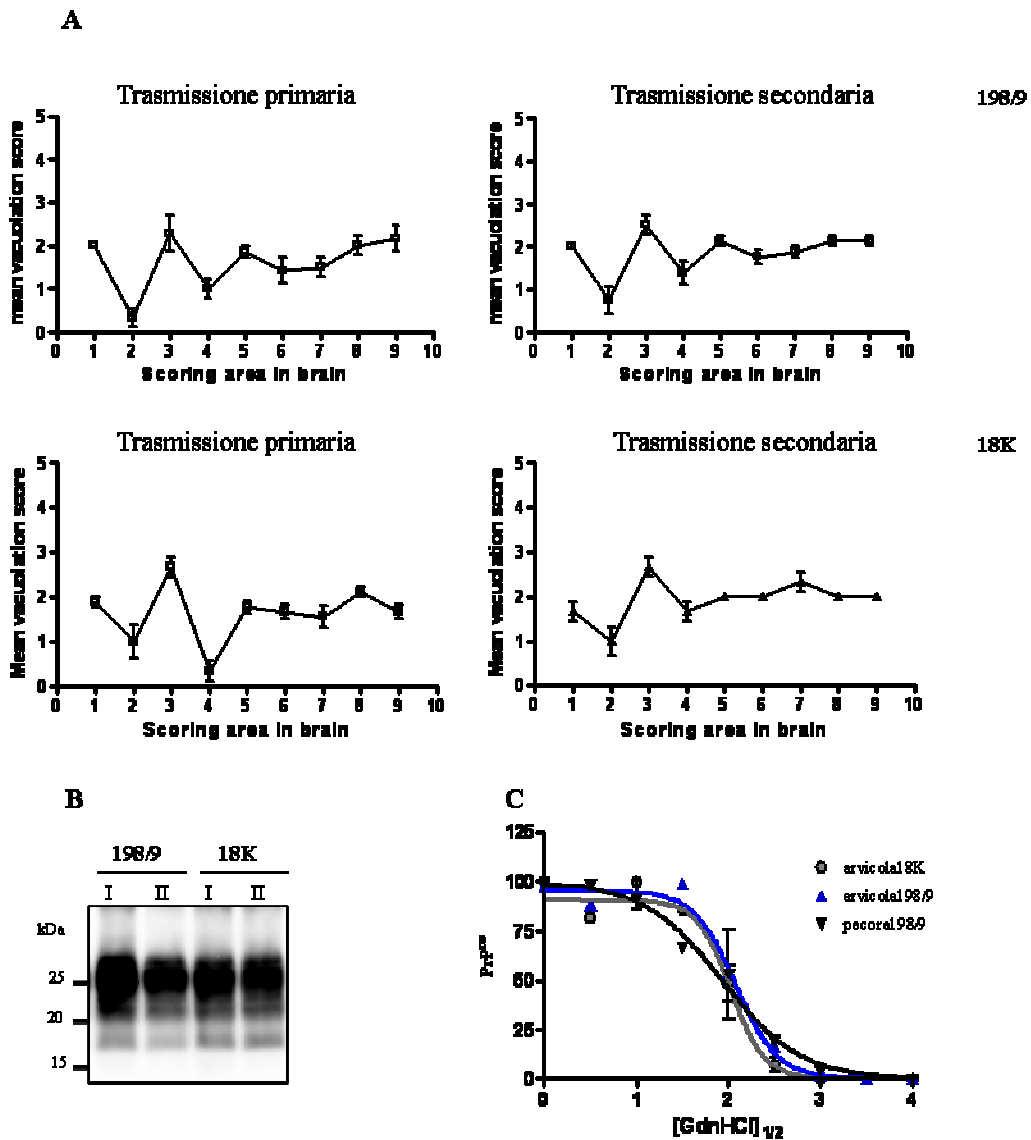 A
Trasmissione primaria
Trasmissione secondaria
198/9
mean vacuolation score
5
4
3
2
1
0
0 1 2 3 4 5 6 7 8 9 10
Scoring area in brain
mean vacuolation score
5
4
3
2
1
0
0 1 2 3 4 5 6 7 8 9 10
Scoring area in brain
Trasmissione primaria
Trasmissione secondaria
18K
Mean vacuolation score
5
4
3
2
1
0
0 1 2 3 4 5 6 7 8 9 10
Scoring area in brain
Mean vacuolation score
5
4
3
2
1
0
0 1 2 3 4 5 6 7 8 9 10
Scoring area in brain
B
198/9 18K
I II I II
kDa
25
20
15
C
125
100
75
50
25
0
PrPres
0 1 2 3 4
[GdnHCl]1/2
arvicola18K
arvicola198/9
pecora198/9